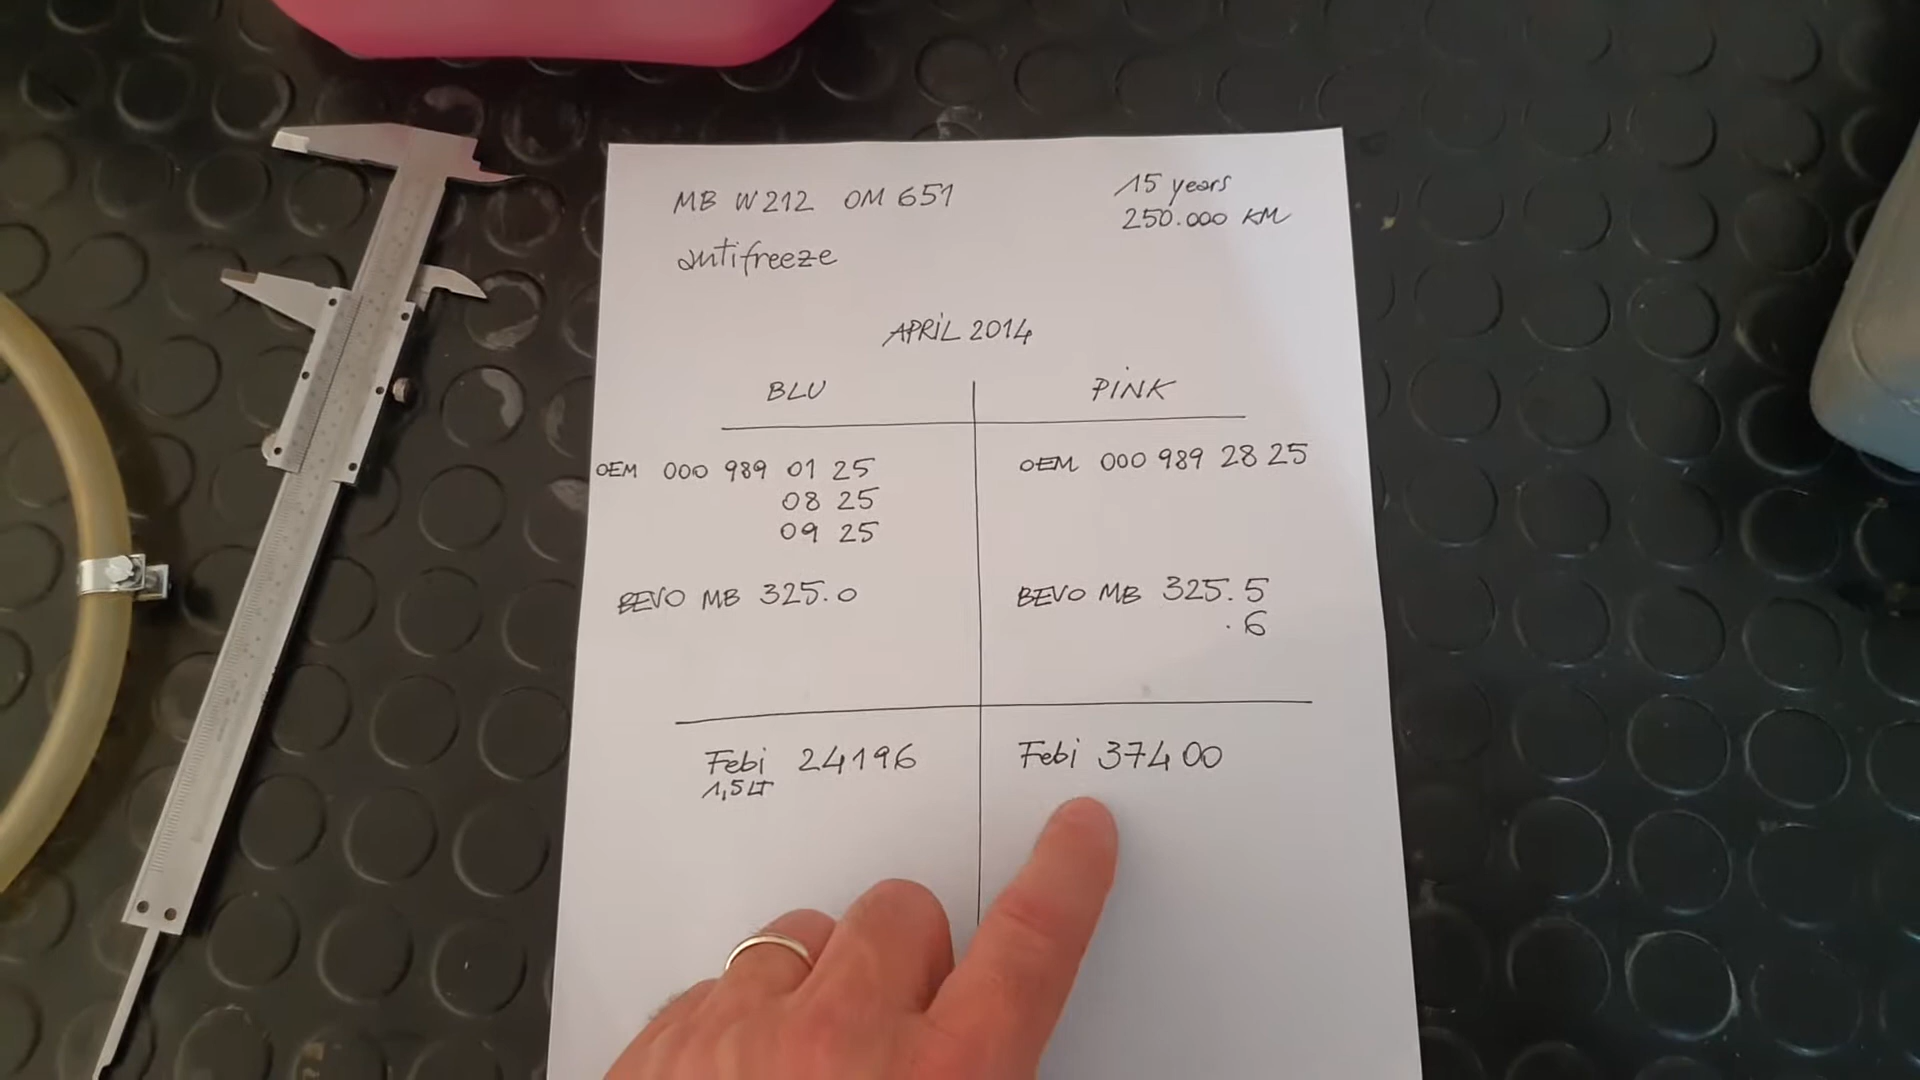 MB W212 OM 651
15 years
250.000 KM
antifreeze
APRIL 2014
BLU
PINK
OEM 000 989 01 25
08 25
09 25
OEM 000 989 28 25
BEVO MB 325.0
BEVO MB 325.5
.6
Febi 24196
1,5 LT
Febi 37400